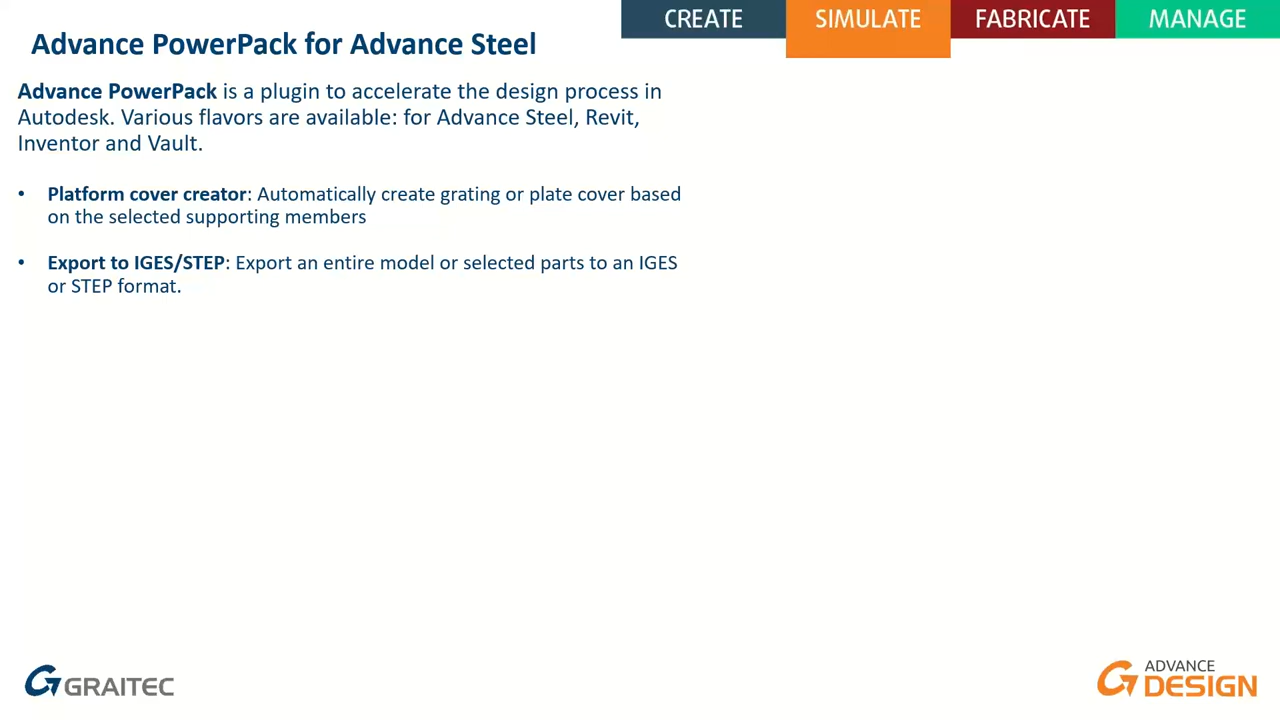 CREATE
SIMULATE
FABRICATE
MANAGE
Advance PowerPack for Advance Steel
Advance PowerPack is a plugin to accelerate the design process in
Autodesk. Various flavors are available: for Advance Steel, Revit,
Inventor and Vault.
• Platform cover creator: Automatically create grating or plate cover based
on the selected supporting members
• Export to IGES/STEP: Export an entire model or selected parts to an IGES
or STEP format.
GRAITEC
ADVANCE
DESIGN